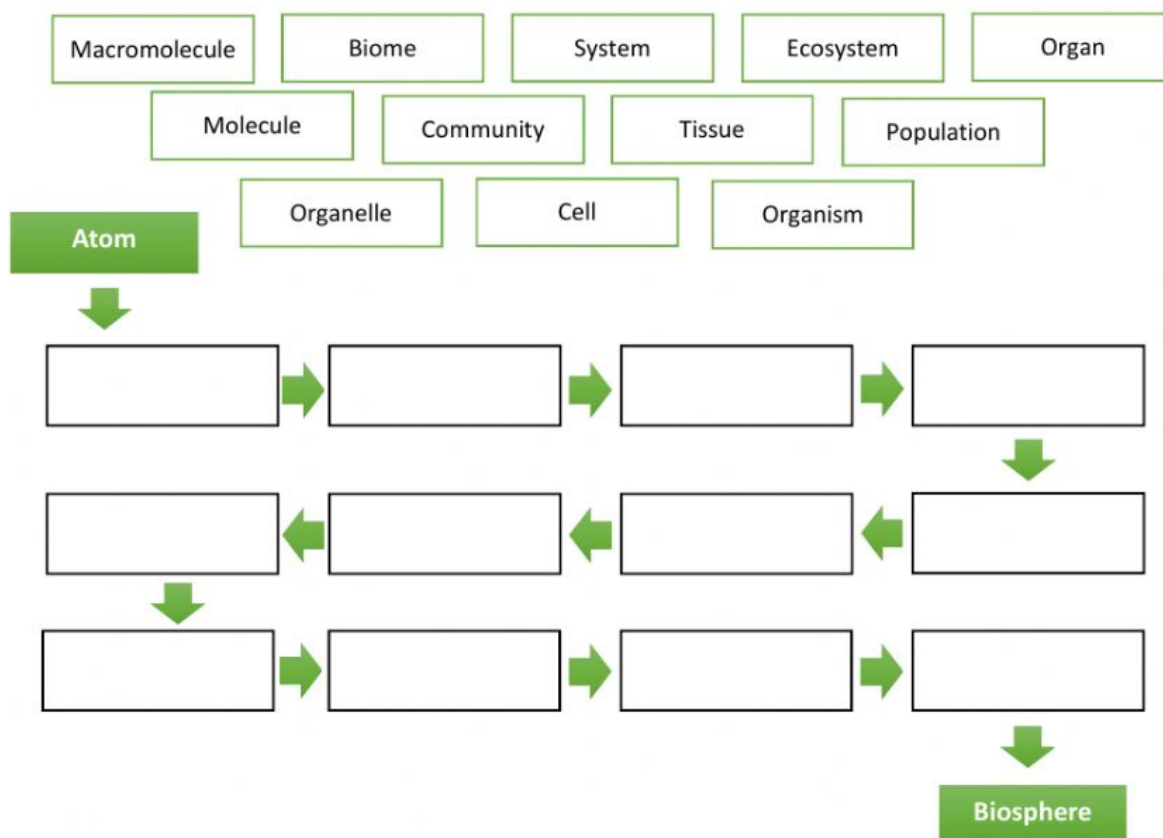 Macromolecule Biome System Ecosystem Organ
Molecule Community Tissue Population
Organelle Cell Organism
Atom
Biosphere